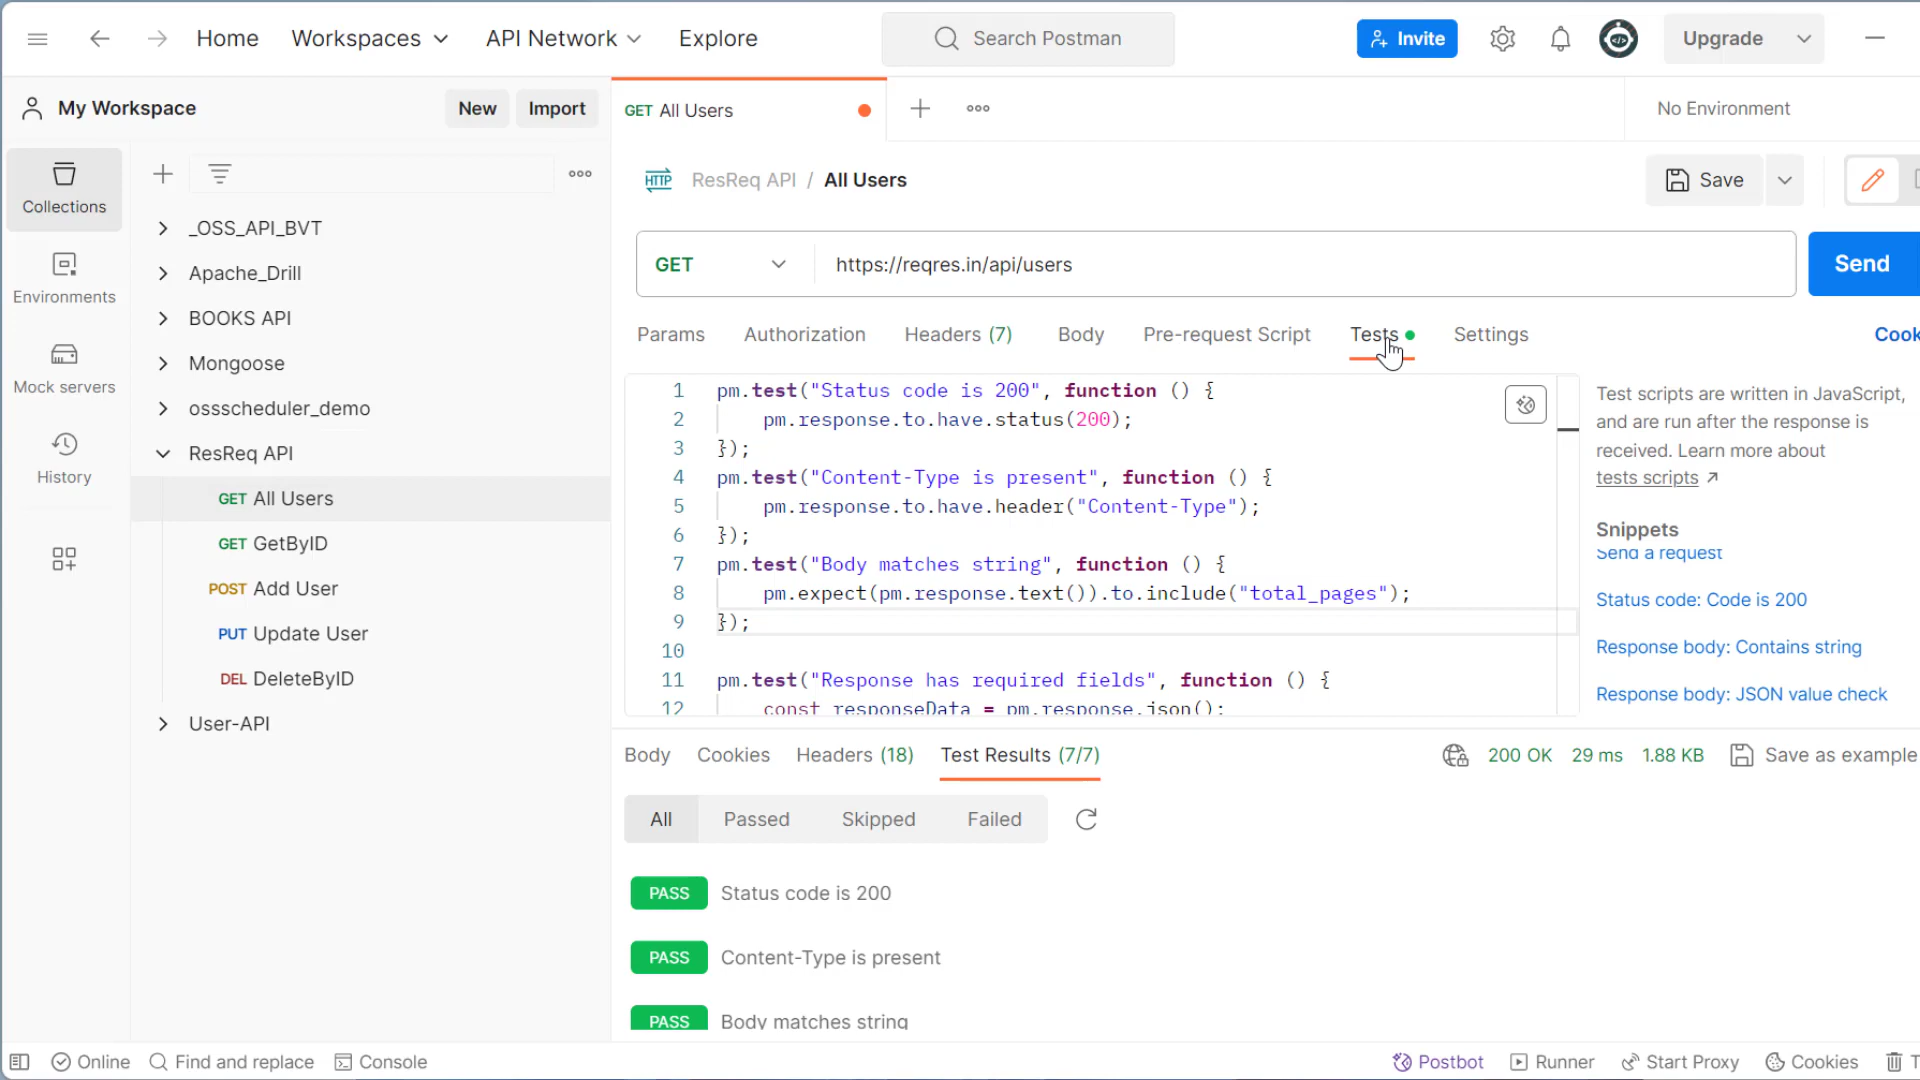 Home Workspaces API Network Explore Search Postman Invite Upgrade
My Workspace New Import
GET All Users No Environment
Collections
Environments
Mock servers
History
_OSS_API_BVT
Apache_Drill
BOOKS API
Mongoose
ossscheduler_demo
ResReq API
GET All Users
GET GetByID
POST Add User
PUT Update User
DEL DeleteByID
User-API
HTTP ResReq API / All Users Save
GET https://reqres.in/api/users Send
Params Authorization Headers (7) Body Pre-request Script Tests Settings Cook
1 pm.test("Status code is 200", function () {
2 pm.response.to.have.status(200);
3 });
4 pm.test("Content-Type is present", function () {
5 pm.response.to.have.header("Content-Type");
6 });
7 pm.test("Body matches string", function () {
8 pm.expect(pm.response.text()).to.include("total_pages");
9 });
10
11 pm.test("Response has required fields", function () {
12 const responseData = pm.response.json();
Test scripts are written in JavaScript,
and are run after the response is
received. Learn more about
tests scripts ↗
Snippets
Send a request
Status code: Code is 200
Response body: Contains string
Response body: JSON value check
Body Cookies Headers (18) Test Results (7/7) 200 OK 29 ms 1.88 KB Save as example
All Passed Skipped Failed
PASS Status code is 200
PASS Content-Type is present
PASS Body matches string
Online Find and replace Console Postbot Runner Start Proxy Cookies T